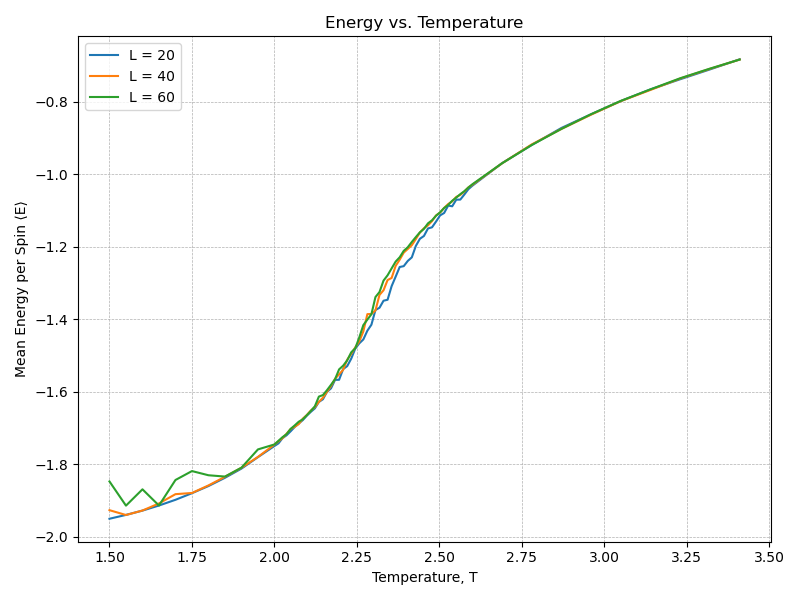 Energy vs. Temperature
L = 20
L = 40
L = 60
Mean Energy per Spin ⟨E⟩
−0.8
−1.0
−1.2
−1.4
−1.6
−1.8
−2.0
1.50 1.75 2.00 2.25 2.50 2.75 3.00 3.25 3.50
Temperature, T